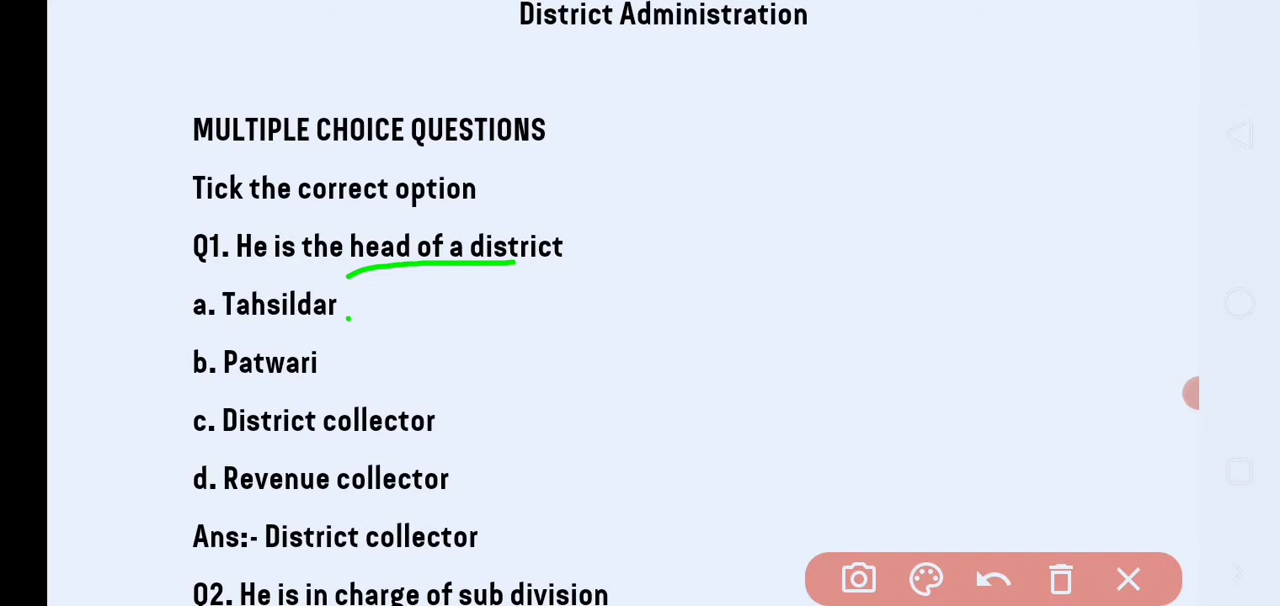 District Administration
MULTIPLE CHOICE QUESTIONS
Tick the correct option
Q1. He is the head of a district
a. Tahsildar
b. Patwari
c. District collector
d. Revenue collector
Ans:- District collector
Q2. He is in charge of sub division